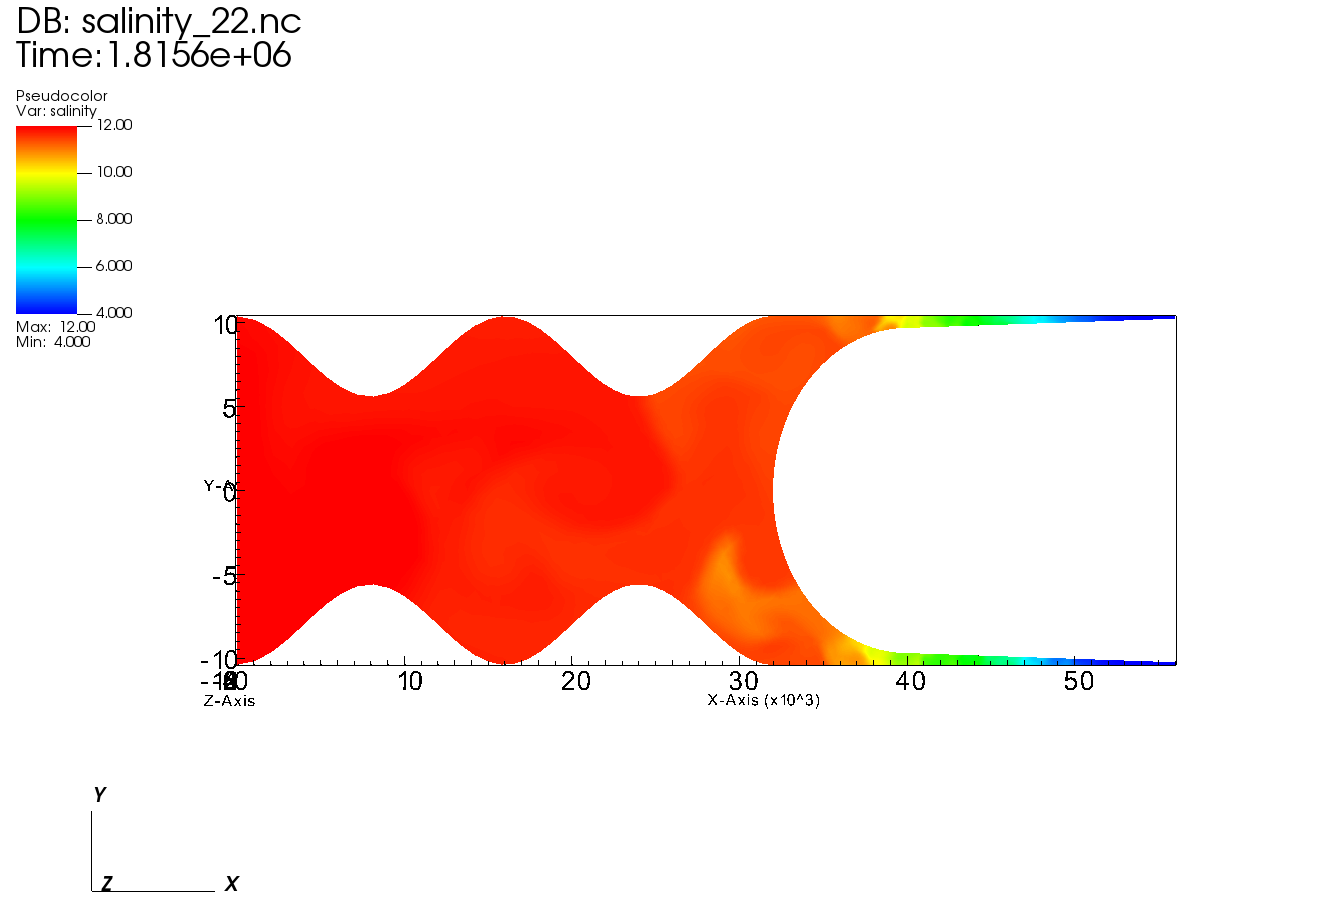 DB: salinity_22.nc
Time:1.8156e+06
Pseudocolor
Var: salinity
12.00
10.00
8.000
6.000
4.000
Max: 12.00
Min: 4.000
10
5
Y-A
0
-5
-10
10
20
30
40
50
Z-Axis
X-Axis (x10^3)
Y
Z
X